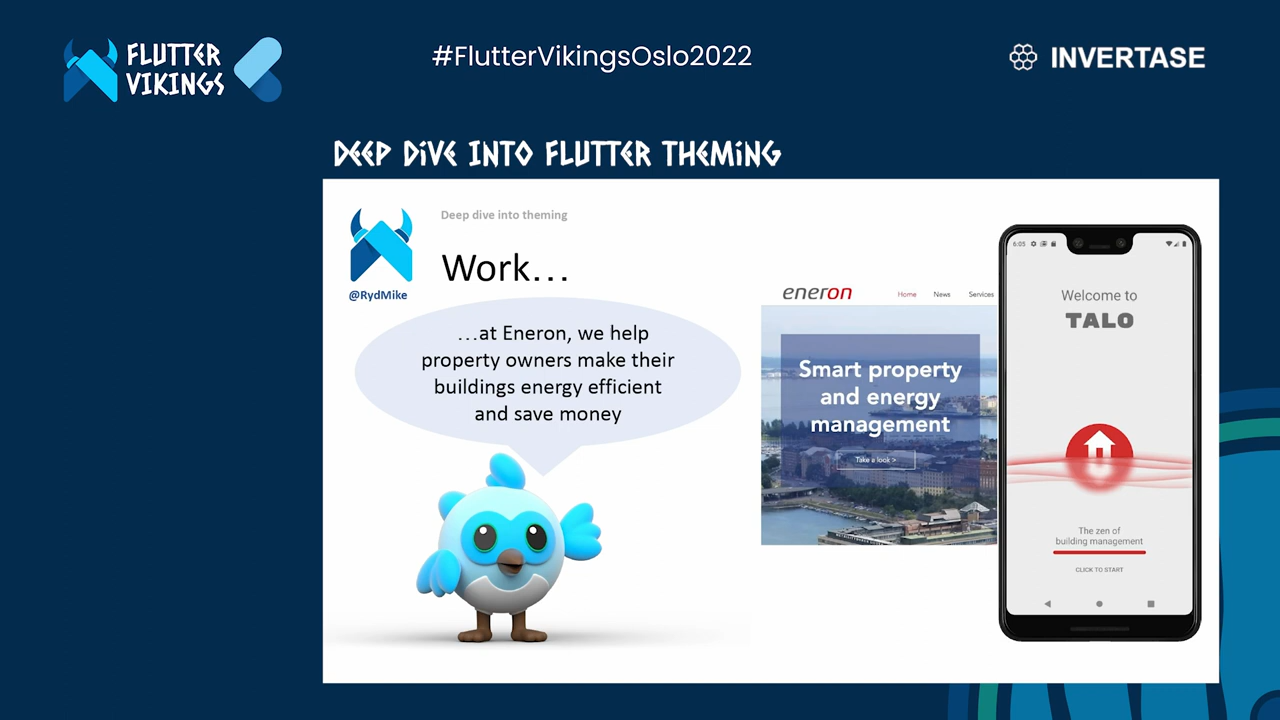 FLUTTER
VIKINGS
#FlutterVikingsOslo2022
INVERTASE
DEEP DIVE INTO FLUTTER THEMING
Deep dive into theming
Work...
@RydMike
...at Eneron, we help
property owners make their
buildings energy efficient
and save money
eneron
Home News Services
Smart property
and energy
management
Take a look >
6:05
Welcome to
TALO
The zen of
building management
CLICK TO START